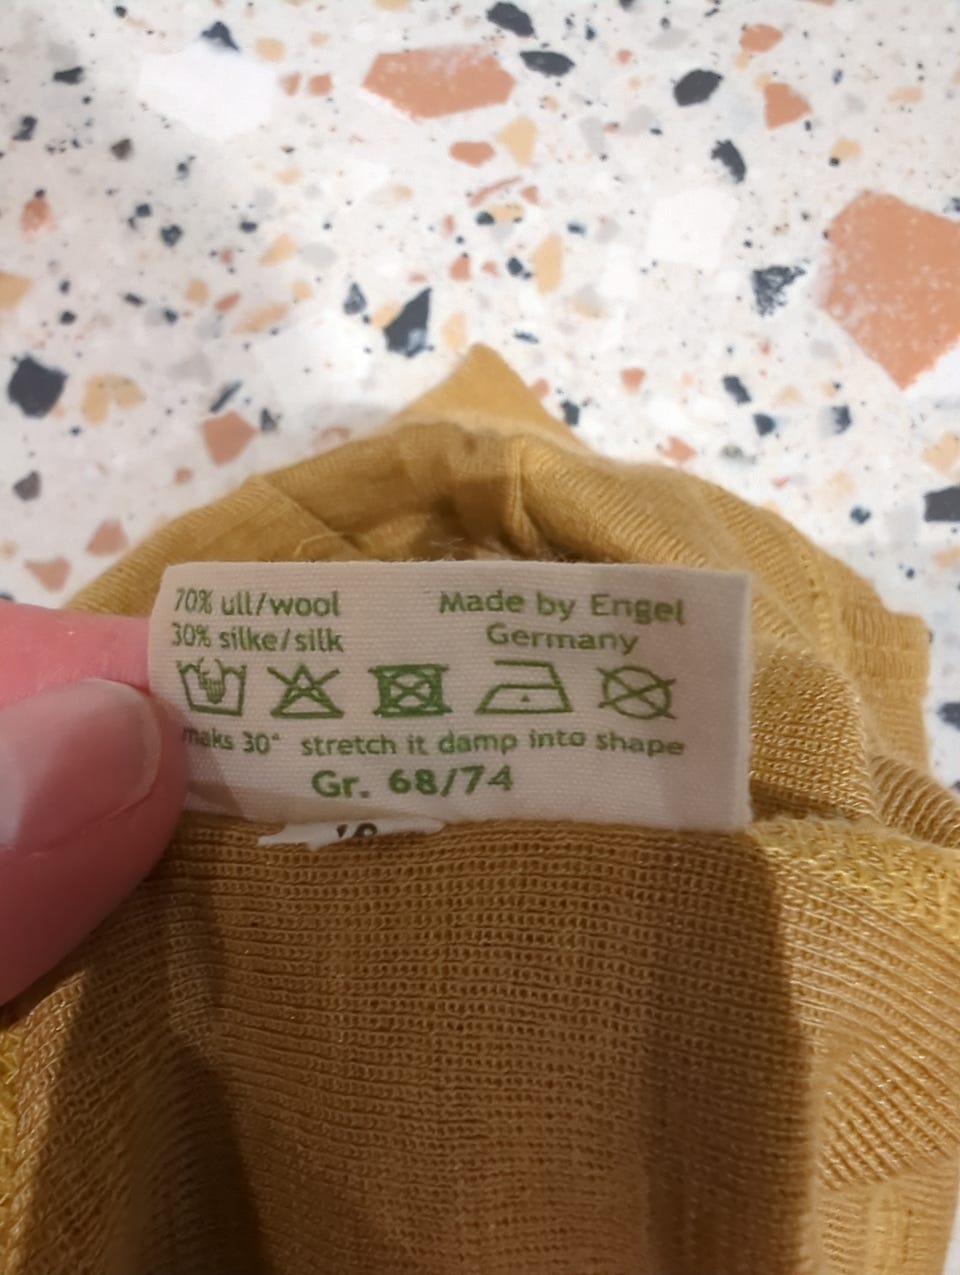 70% ull/wool
30% silke/silk
Made by Engel
Germany
maks 30° stretch it damp into shape
Gr. 68/74